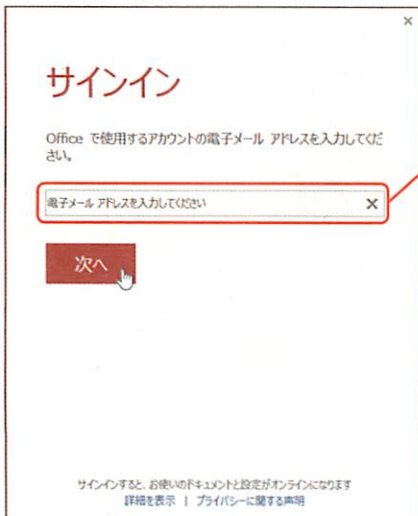 サインイン
Office で使用するアカウントの電子メール アドレスを入力してくだ
さい。
電子メール アドレスを入力してください
次へ
サインインすると、お使いのドキュメントと設定がオンラインになります
詳細を表示 | プライバシーに関する声明